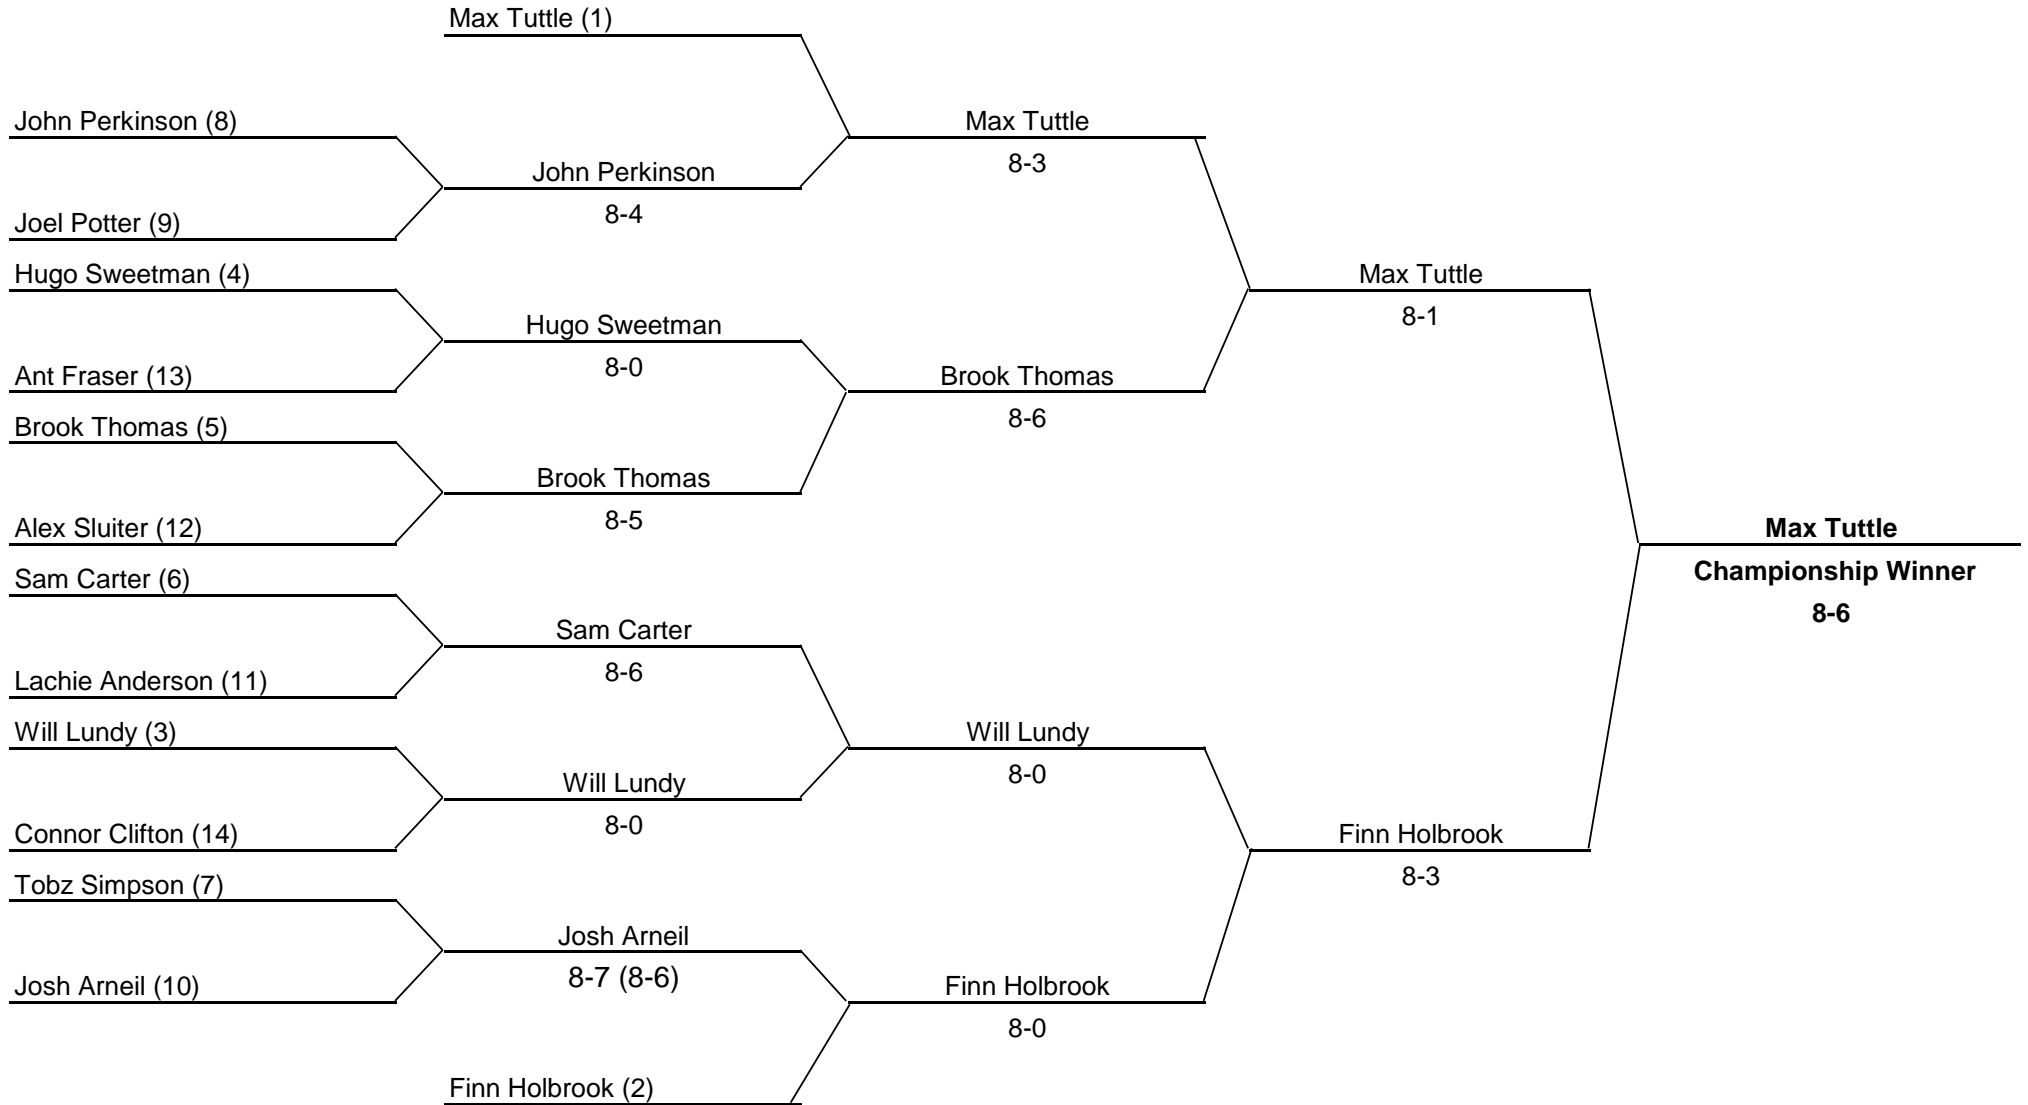 Max Tuttle (1)
John Perkinson (8)
Max Tuttle
8-3
John Perkinson
8-4
Joel Potter (9)
Hugo Sweetman (4)
Max Tuttle
8-1
Hugo Sweetman
8-0
Ant Fraser (13)
Brook Thomas
8-6
Brook Thomas (5)
Brook Thomas
8-5
Alex Sluiter (12)
Max Tuttle
Championship Winner
8-6
Sam Carter (6)
Sam Carter
8-6
Lachie Anderson (11)
Will Lundy (3)
Will Lundy
8-0
Will Lundy
8-0
Connor Clifton (14)
Finn Holbrook
8-3
Tobz Simpson (7)
Josh Arneil
8-7 (8-6)
Josh Arneil (10)
Finn Holbrook
8-0
Finn Holbrook (2)